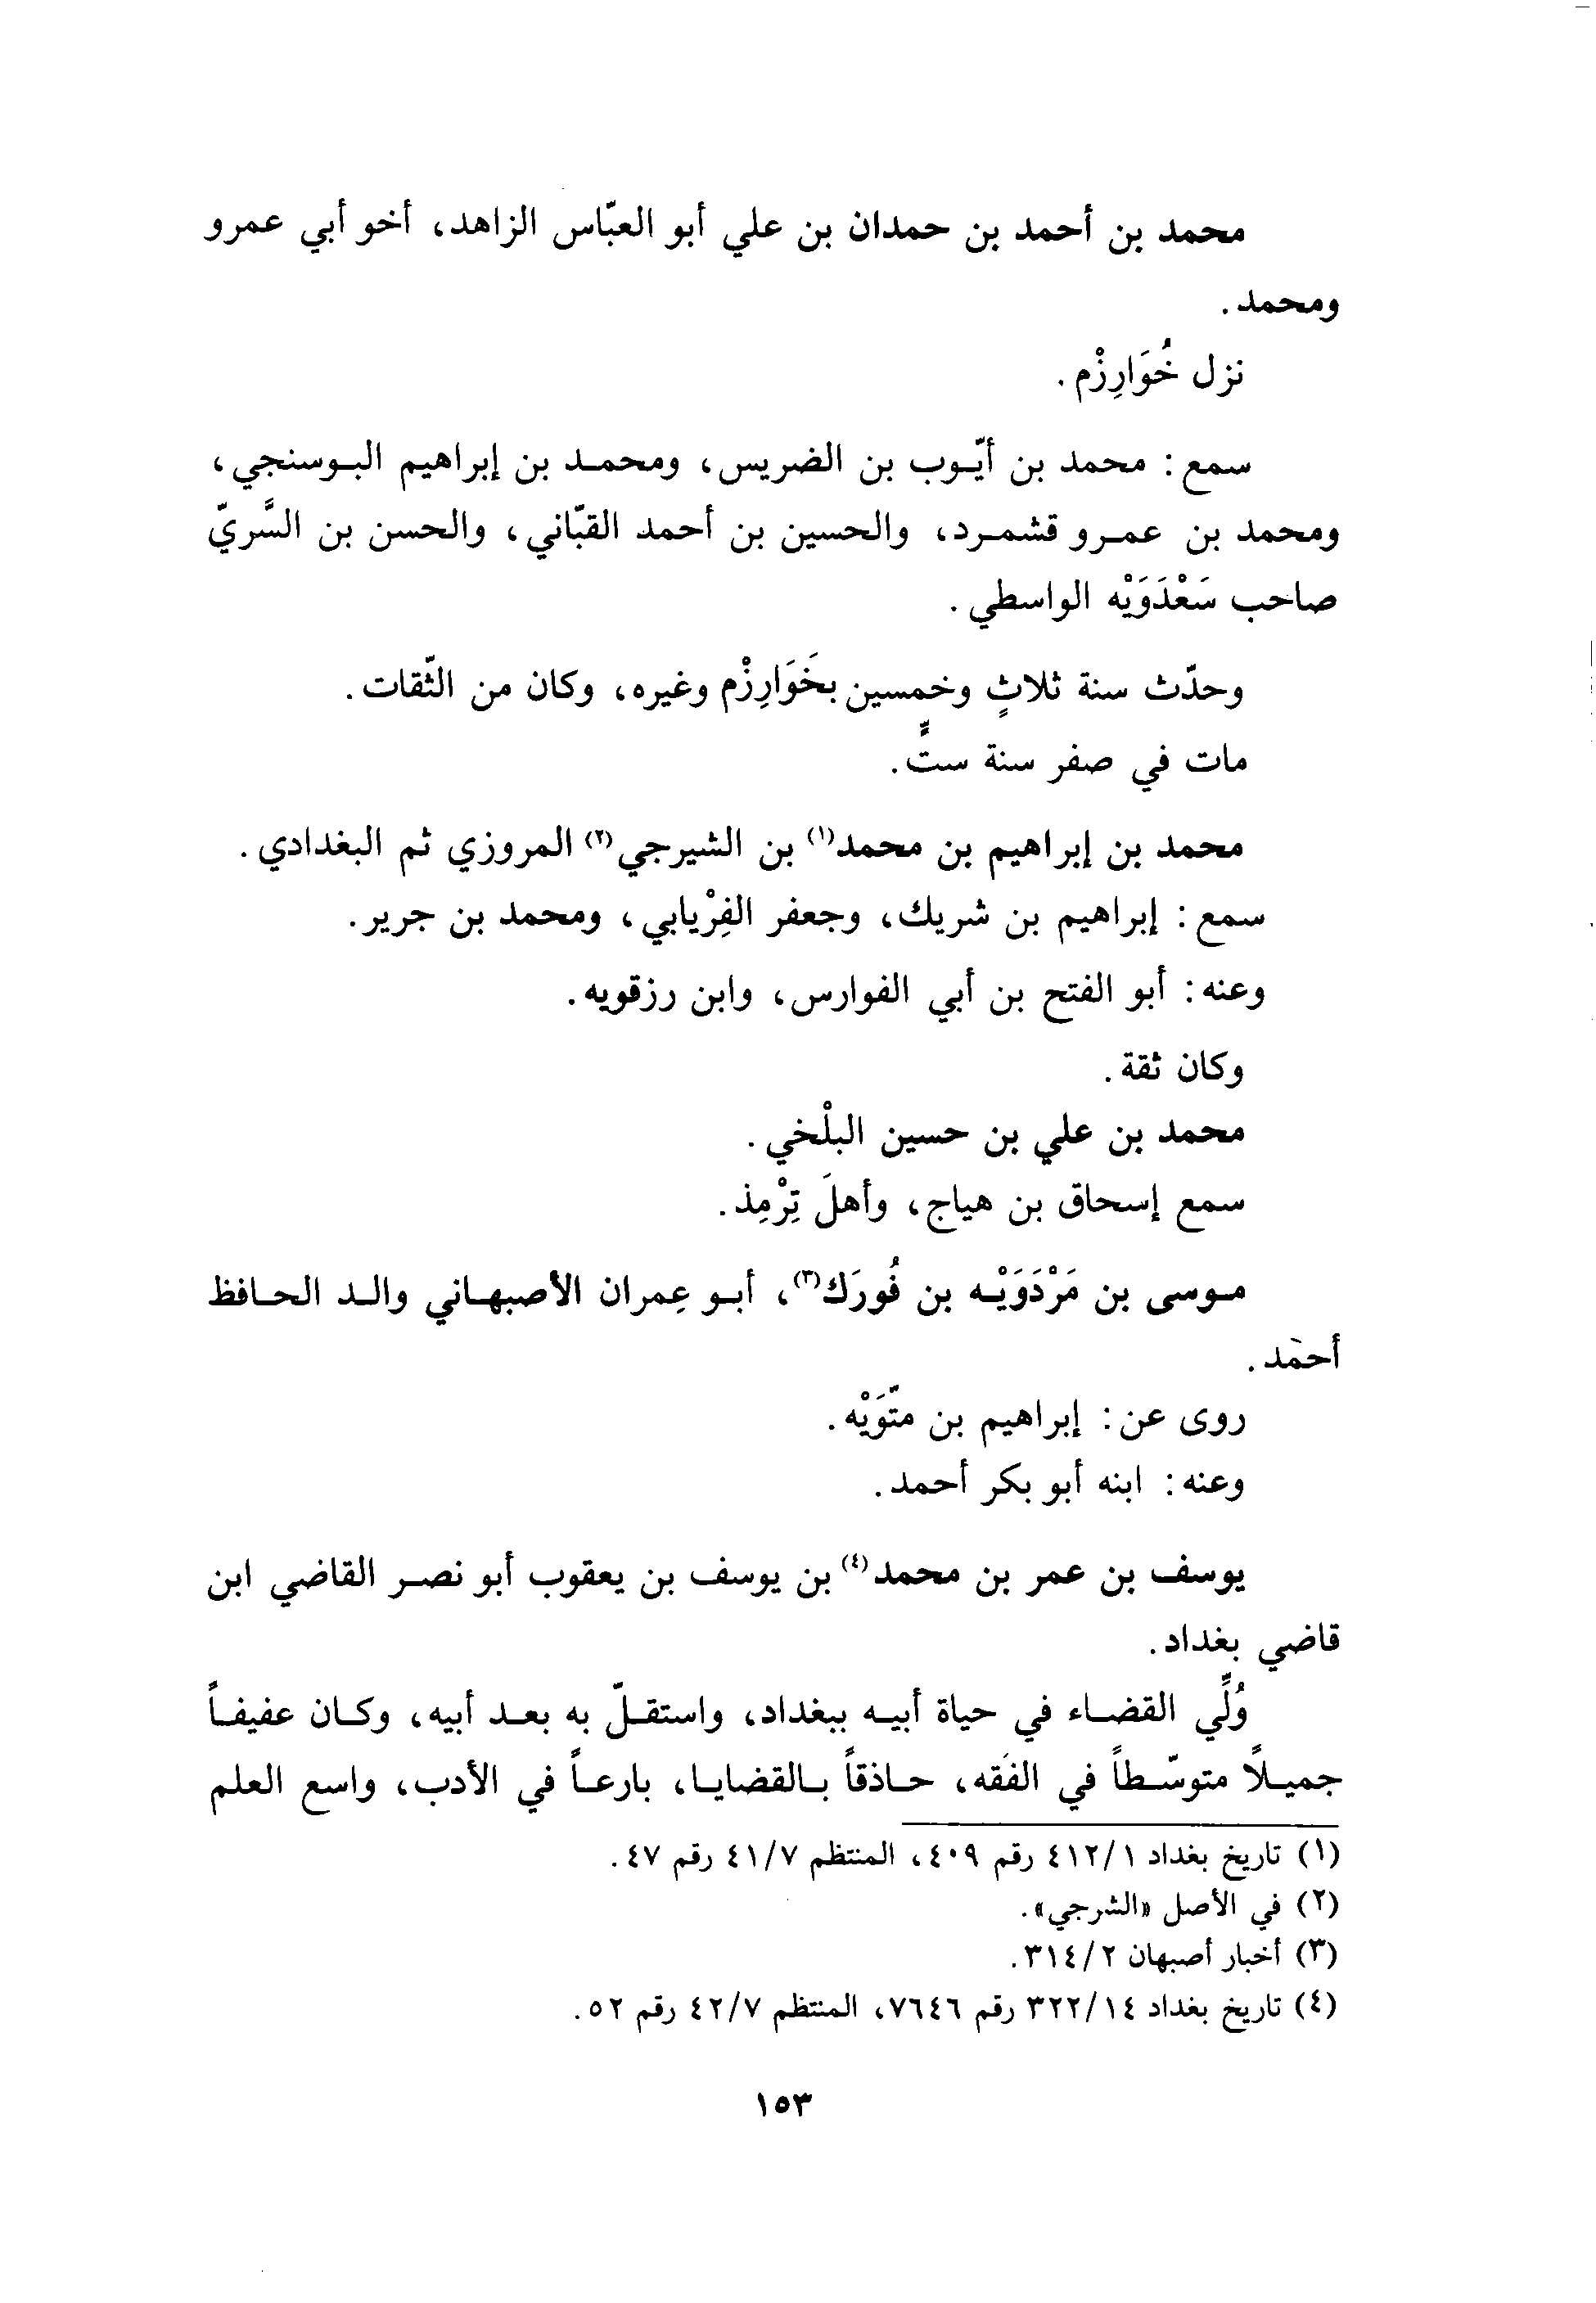 محمد بن أحمد بن حمدان بن علي أبو العبّاس الزاهد، أخو أبي عمرو
ومحمد.
نزل خُوَارِزْم.
سمع: محمد بن أيّوب بن الضريس، ومحمد بن إبراهيم البوسنجي،
ومحمد بن عمرو قشمرد، والحسين بن أحمد القبّاني، والحسن بن السَّريّ
صاحب سَعْدَوَيْه الواسطي.
وحدّث سنة ثلاثٍ وخمسين بخَوَارِزْم وغيره، وكان من الثّقات.
مات في صفر سنة ستٍّ.
محمد بن إبراهيم بن محمد(١) بن الشيرجي(٢) المروزي ثم البغدادي.
سمع: إبراهيم بن شريك، وجعفر الفِرْيابي، ومحمد بن جرير.
وعنه: أبو الفتح بن أبي الفوارس، وابن رزقويه.
وكان ثقة.
محمد بن علي بن حسين البلْخي.
سمع إسحاق بن هياج، وأهلَ تِرْمِذ.
موسى بن مَرْدَوَيْه بن فُورَك(٣)، أبو عِمران الأصبهاني والد الحافظ
أحمَد.
روى عن: إبراهيم بن متّوَيْه.
وعنه: ابنه أبو بكر أحمد.
يوسف بن عمر بن محمد(٤) بن يوسف بن يعقوب أبو نصر القاضي ابن
قاضي بغداد.
وُلِّي القضاء في حياة أبيه ببغداد، واستقلّ به بعد أبيه، وكان عفيفاً
جميلاً متوسّطاً في الفقه، حاذقاً بالقضايا، بارعاً في الأدب، واسع العلم
(١) تاريخ بغداد ٤١٢/١ رقم ٤٠٩، المنتظم ٤١/٧ رقم ٤٧.
(٢) في الأصل «الشرجي».
(٣) أخبار أصبهان ٣١٤/٢.
(٤) تاريخ بغداد ٣٢٢/١٤ رقم ٧٦٤٦، المنتظم ٤٢/٧ رقم ٥٢.
١٥٣